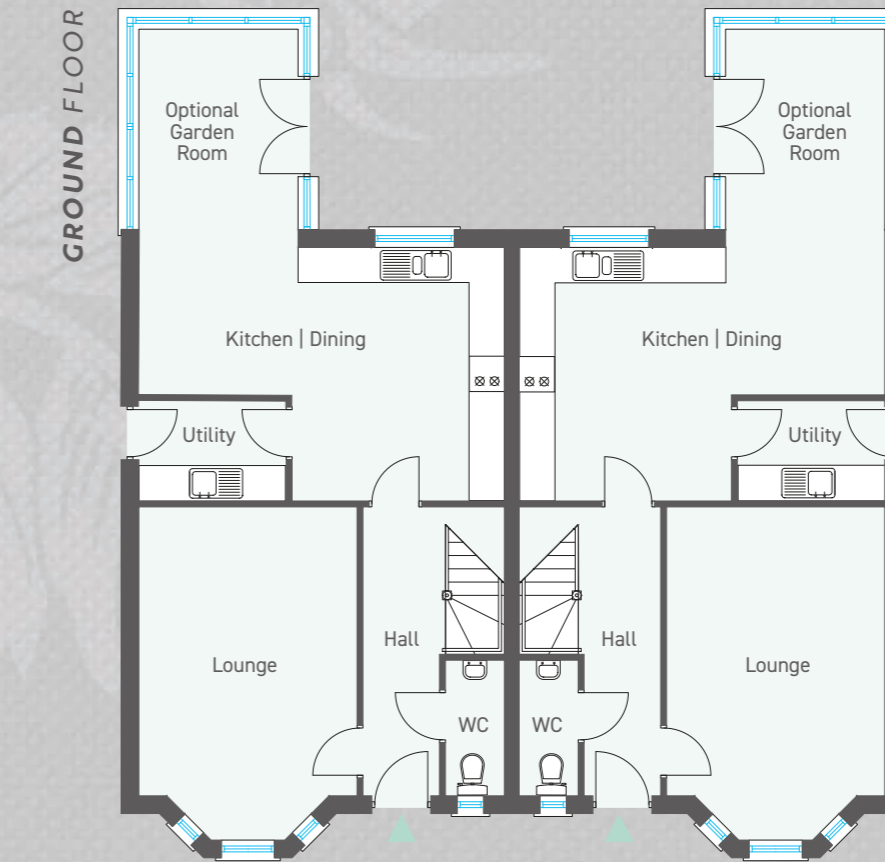 GROUND FLOOR
Optional
Garden
Room
Optional
Garden
Room
Kitchen | Dining
Kitchen | Dining
Utility
Utility
Hall
Hall
Lounge
Lounge
WC
WC